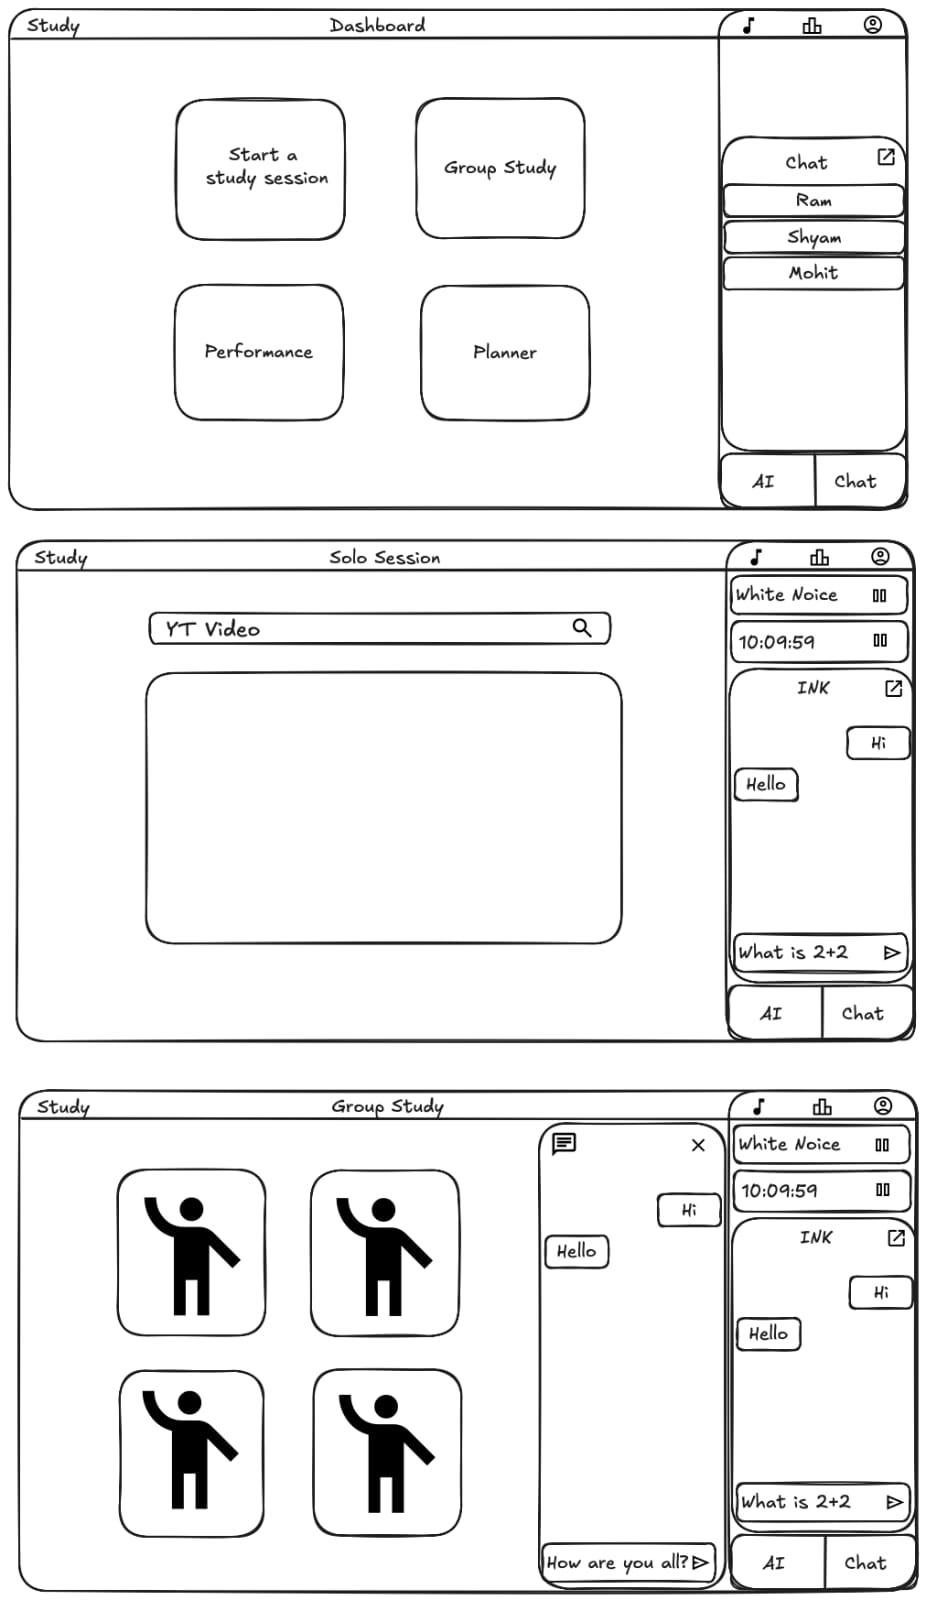 Study
Dashboard
Start a
study session
Group Study
Performance
Planner
Chat
Ram
Shyam
Mohit
AI
Chat
Study
Solo Session
YT Video
White Noice
10:09:59
INK
Hi
Hello
What is 2+2
AI
Chat
Study
Group Study
Hi
Hello
How are you all?
White Noice
10:09:59
INK
Hi
Hello
What is 2+2
AI
Chat